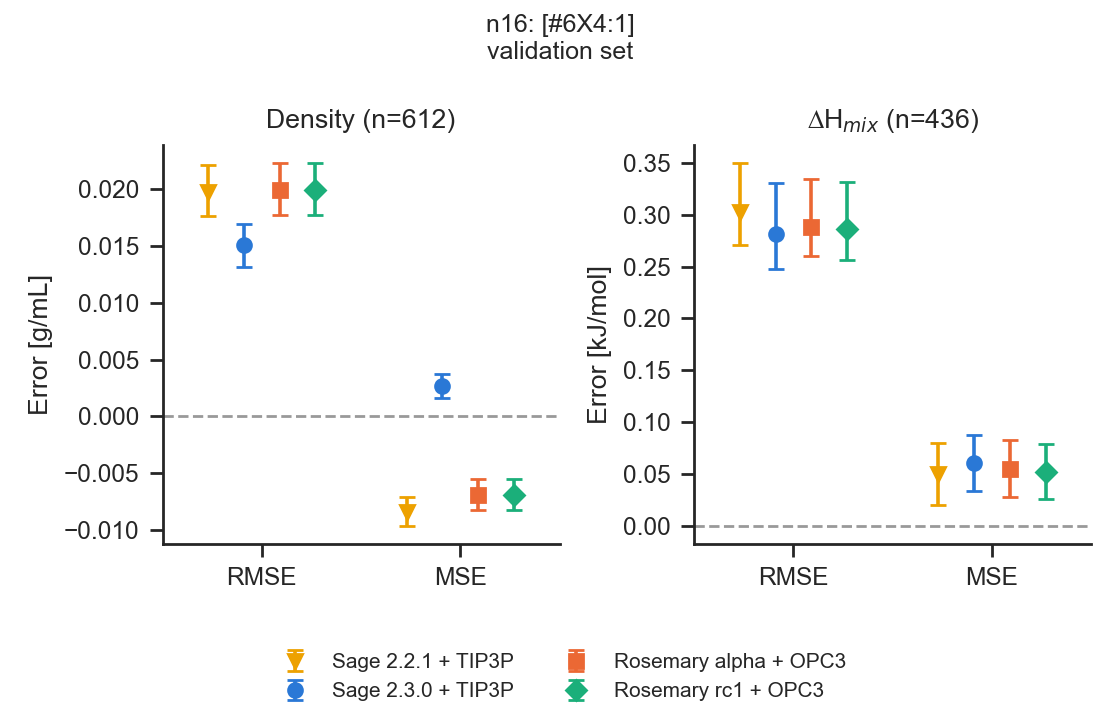 n16: [#6X4:1]
validation set
Density (n=612)
0.020
0.015
0.010
0.005
0.000
−0.005
−0.010
Error [g/mL]
RMSE
MSE
ΔHmix (n=436)
0.35
0.30
0.25
0.20
0.15
0.10
0.05
0.00
Error [kJ/mol]
RMSE
MSE
Sage 2.2.1 + TIP3P
Sage 2.3.0 + TIP3P
Rosemary alpha + OPC3
Rosemary rc1 + OPC3